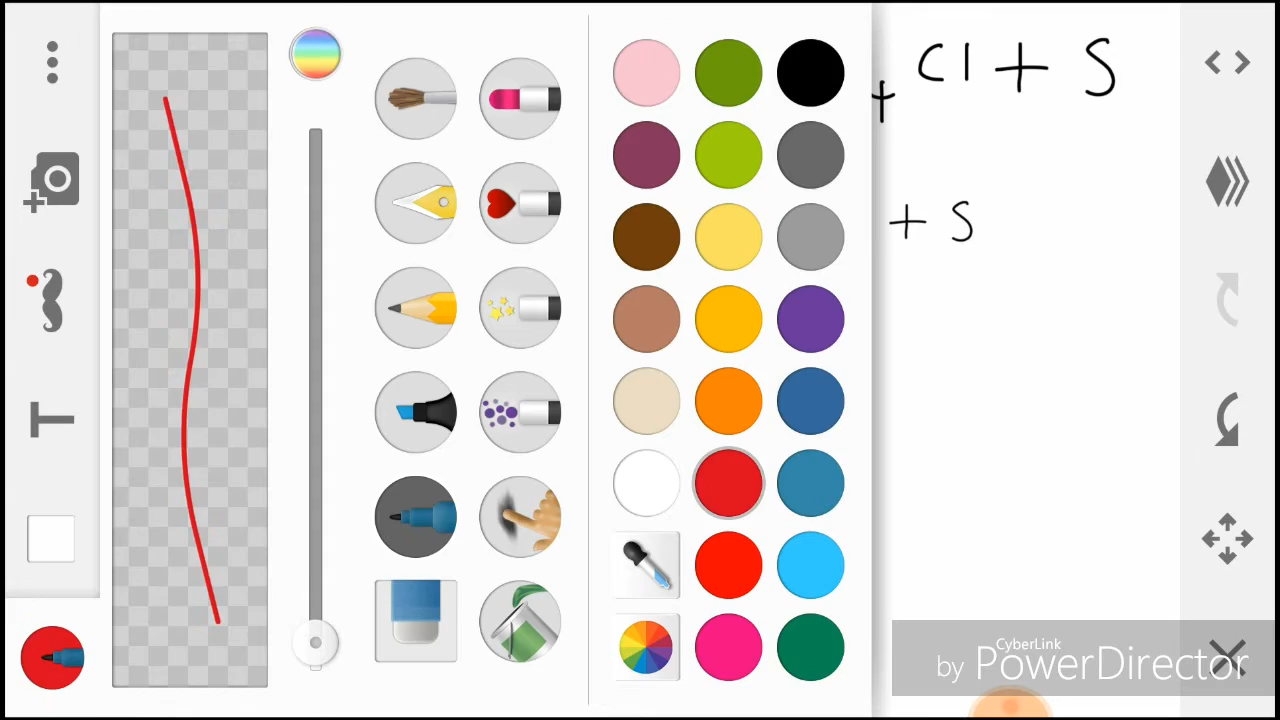 + Cl + S
+ S
T
CyberLink
by PowerDirector